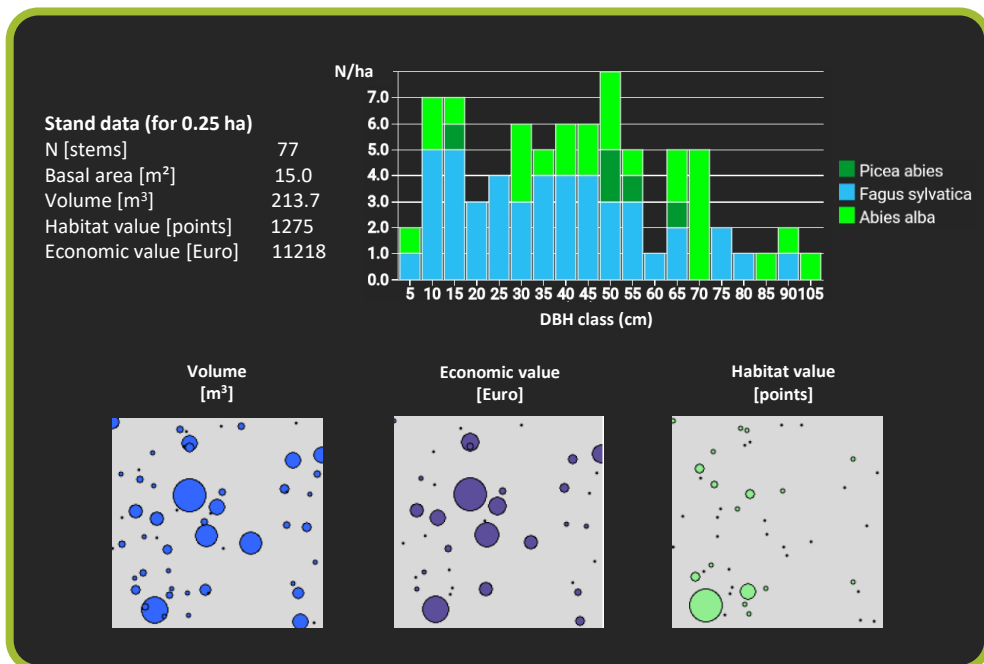 N/ha
Stand data (for 0.25 ha)
N [stems] 77
Basal area [m²] 15.0
Volume [m³] 213.7
Habitat value [points] 1275
Economic value [Euro] 11218
7.0
6.0
5.0
4.0
3.0
2.0
1.0
0.0
5 10 15 20 25 30 35 40 45 50 55 60 65 70 75 80 85 90 105
DBH class (cm)
Picea abies
Fagus sylvatica
Abies alba
Volume
[m³]
Economic value
[Euro]
Habitat value
[points]